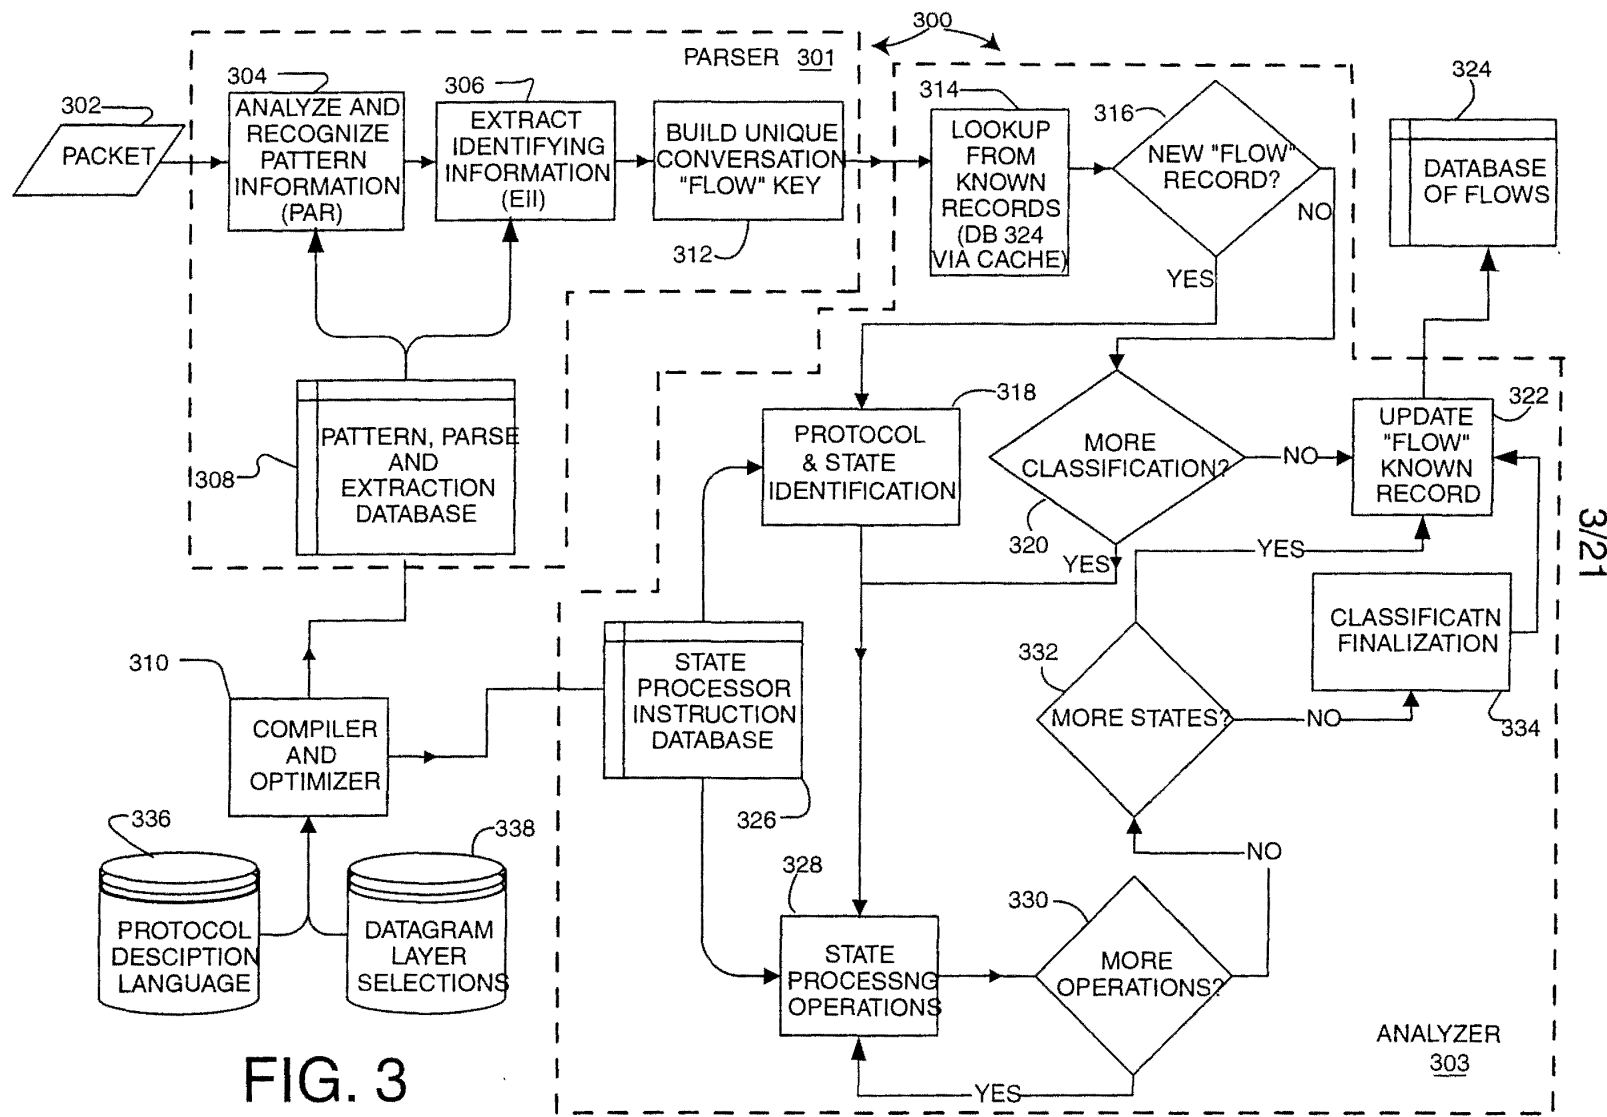 300
PARSER 301
302
PACKET
304
ANALYZE AND
RECOGNIZE
PATTERN
INFORMATION
(PAR)
306
EXTRACT
IDENTIFYING
INFORMATION
(EII)
BUILD UNIQUE
CONVERSATION
"FLOW" KEY
312
314
LOOKUP
FROM
KNOWN
RECORDS
(DB 324
VIA CACHE)
316
NEW "FLOW"
RECORD?
NO
YES
324
DATABASE
OF FLOWS
308
PATTERN, PARSE
AND
EXTRACTION
DATABASE
318
PROTOCOL
& STATE
IDENTIFICATION
MORE
CLASSIFICATION?
320
NO
YES
322
UPDATE
"FLOW"
KNOWN
RECORD
YES
CLASSIFICATN
FINALIZATION
334
332
MORE STATES?
NO
310
COMPILER
AND
OPTIMIZER
STATE
PROCESSOR
INSTRUCTION
DATABASE
326
336
PROTOCOL
DESCIPTION
LANGUAGE
338
DATAGRAM
LAYER
SELECTIONS
328
STATE
PROCESSNG
OPERATIONS
330
MORE
OPERATIONS?
NO
YES
ANALYZER
303
FIG. 3
3/21